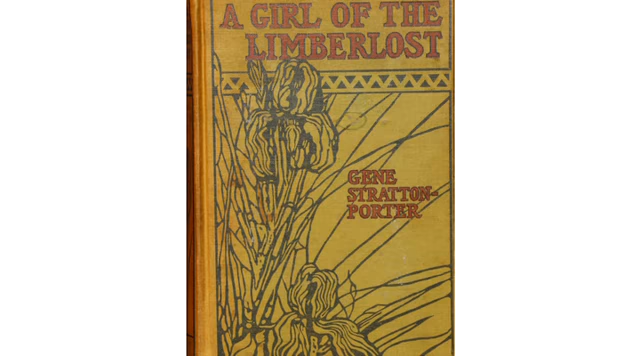 A GIRL OF THE
LIMBERLOST
GENE
STRATTON-
PORTER